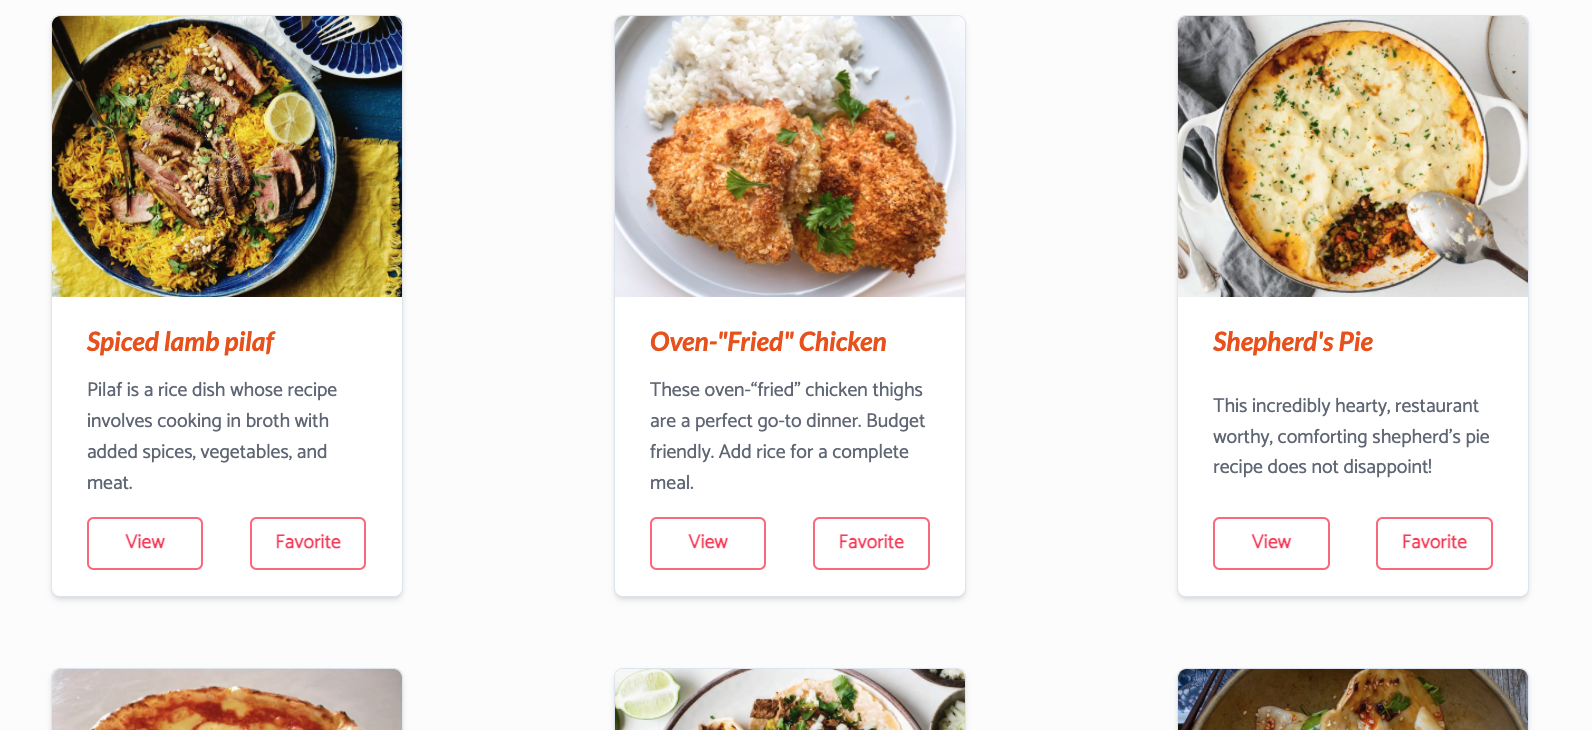 Spiced lamb pilaf
Pilaf is a rice dish whose recipe
involves cooking in broth with
added spices, vegetables, and
meat.
View
Favorite
Oven-"Fried" Chicken
These oven-“fried” chicken thighs
are a perfect go-to dinner. Budget
friendly. Add rice for a complete
meal.
View
Favorite
Shepherd's Pie
This incredibly hearty, restaurant
worthy, comforting shepherd’s pie
recipe does not disappoint!
View
Favorite